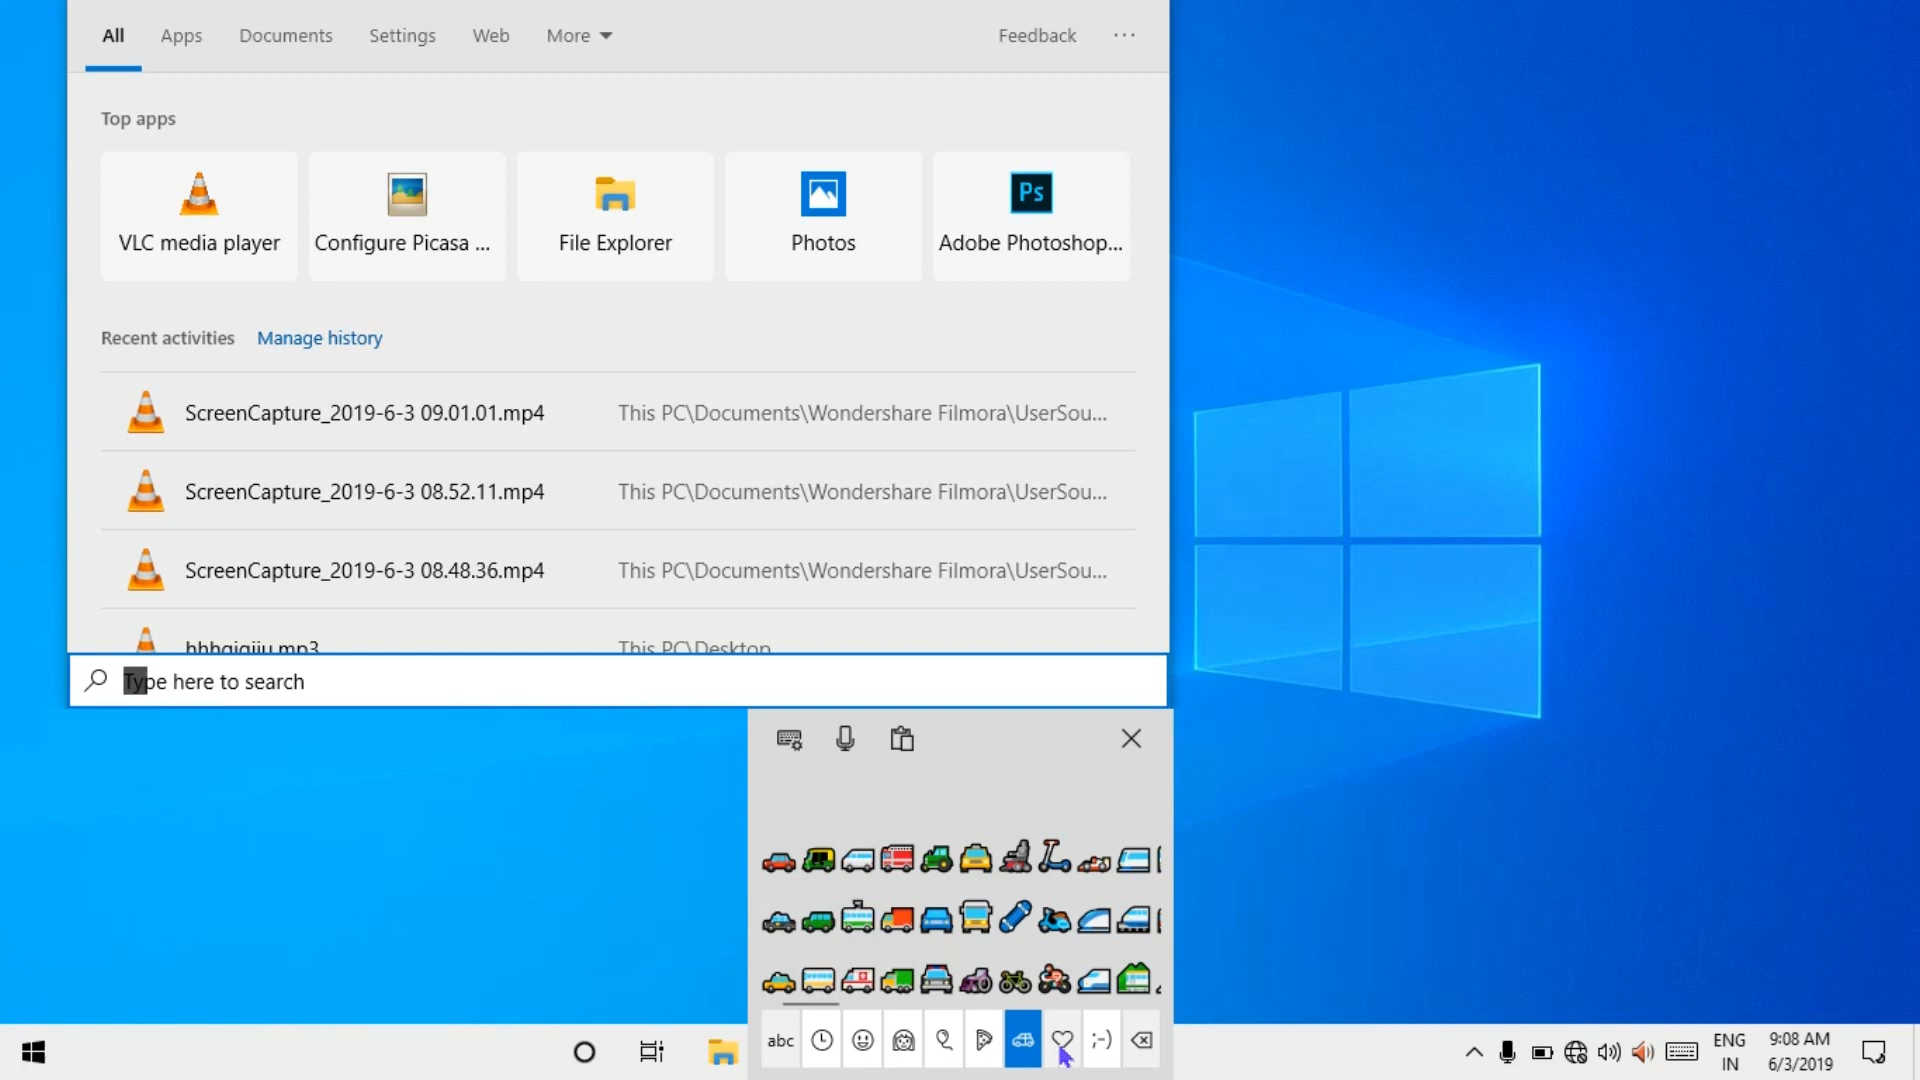 All Apps Documents Settings Web More Feedback ...
Top apps
VLC media player Configure Picasa ... File Explorer Photos Ps Adobe Photoshop...
Recent activities Manage history
ScreenCapture_2019-6-3 09.01.01.mp4 This PC\Documents\Wondershare Filmora\UserSou...
ScreenCapture_2019-6-3 08.52.11.mp4 This PC\Documents\Wondershare Filmora\UserSou...
ScreenCapture_2019-6-3 08.48.36.mp4 This PC\Documents\Wondershare Filmora\UserSou...
This PC\Desktop
Type here to search
abc ;-)
ENG 9:08 AM
IN 6/3/2019